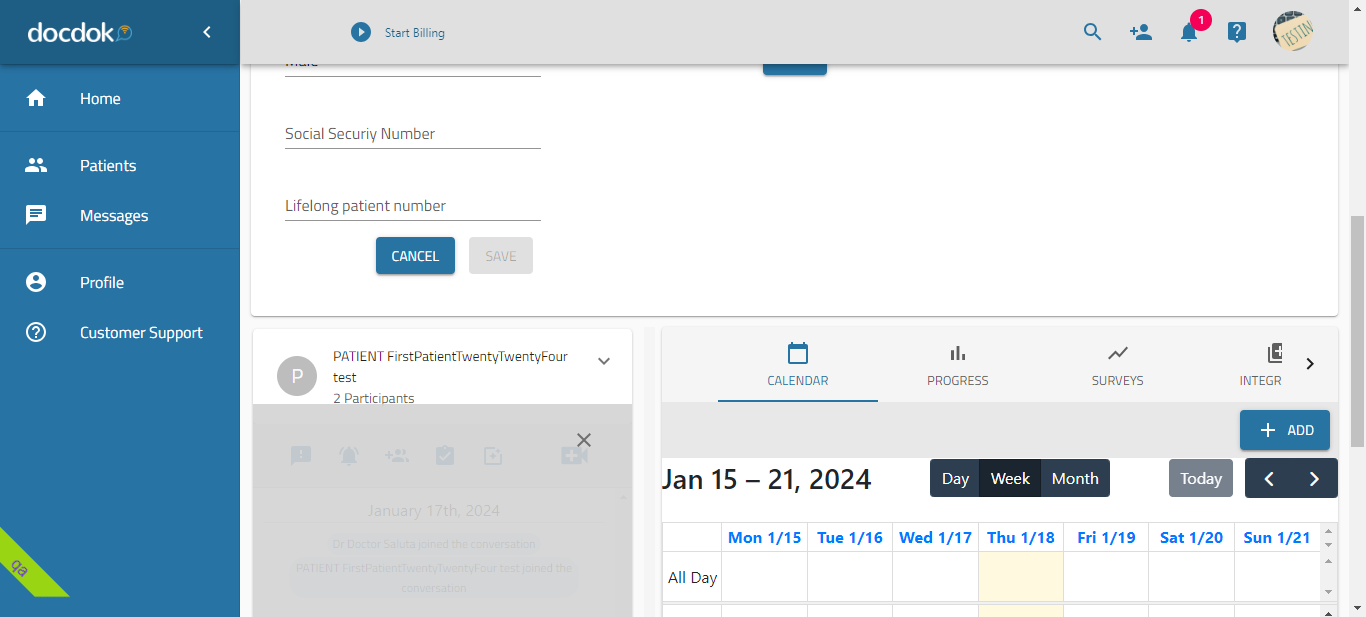 docdok
Start Billing
1
TESTIN
Home
Male
Social Securiy Number
Patients
Lifelong patient number
Messages
CANCEL
SAVE
Profile
Customer Support
P
PATIENT FirstPatientTwentyTwentyFour
test
2 Participants
CALENDAR
PROGRESS
SURVEYS
INTEGR
ADD
January 17th, 2024
Dr Doctor Saluta joined the conversation
PATIENT FirstPatientTwentyTwentyFour test joined the
conversation
Jan 15 – 21, 2024
Day
Week
Month
Today
Mon 1/15
Tue 1/16
Wed 1/17
Thu 1/18
Fri 1/19
Sat 1/20
Sun 1/21
All Day
qa